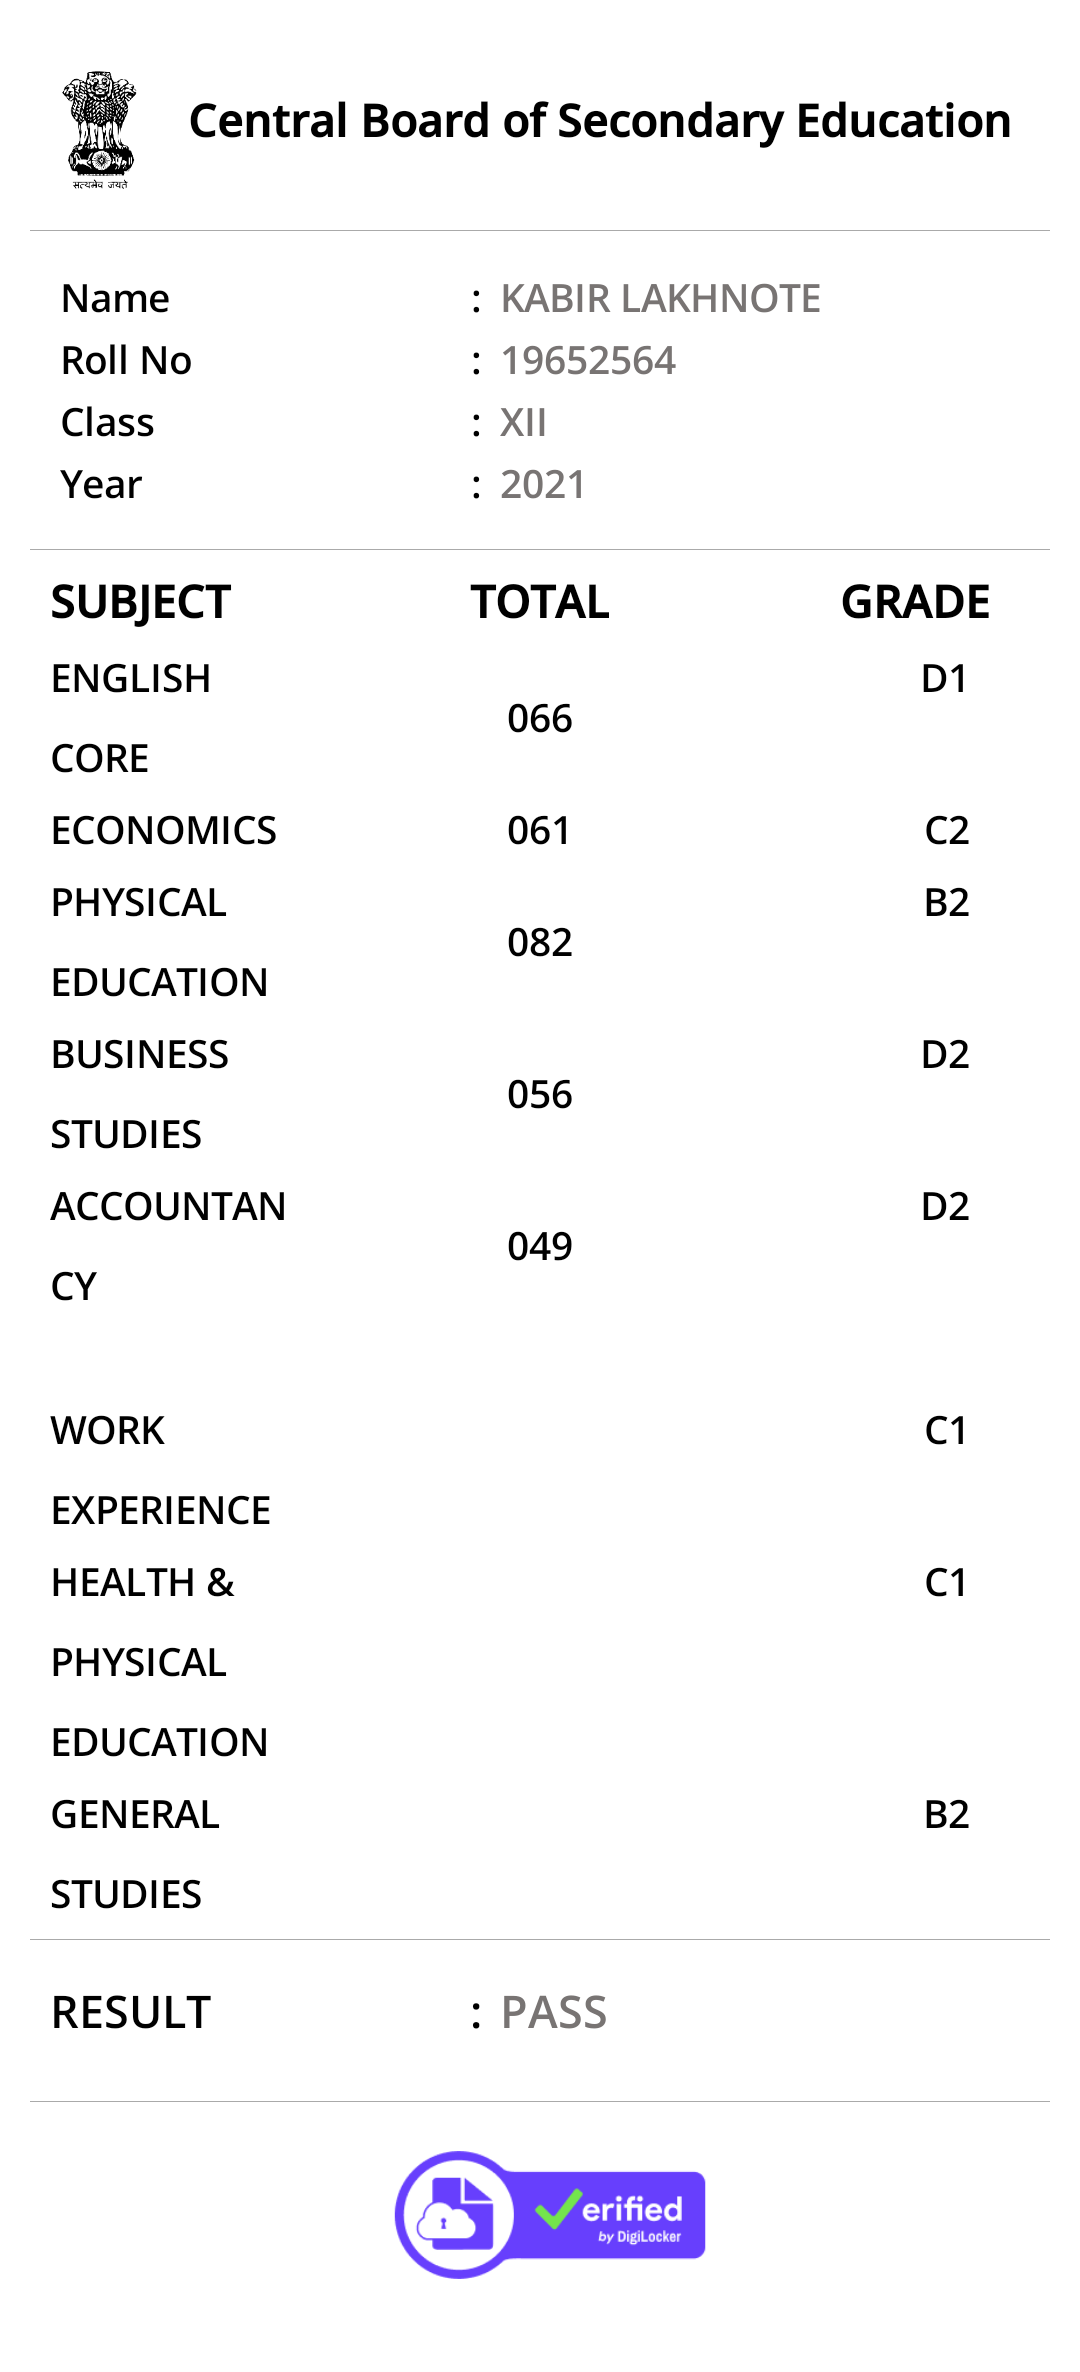 सत्यमेव जयते
Central Board of Secondary Education
Name : KABIR LAKHNOTE
Roll No : 19652564
Class : XII
Year : 2021
SUBJECT TOTAL GRADE
ENGLISH D1
066
CORE
ECONOMICS 061 C2
PHYSICAL B2
082
EDUCATION
BUSINESS D2
056
STUDIES
ACCOUNTAN D2
049
CY
WORK C1
EXPERIENCE
HEALTH & C1
PHYSICAL
EDUCATION
GENERAL B2
STUDIES
RESULT : PASS
Verified
by DigiLocker